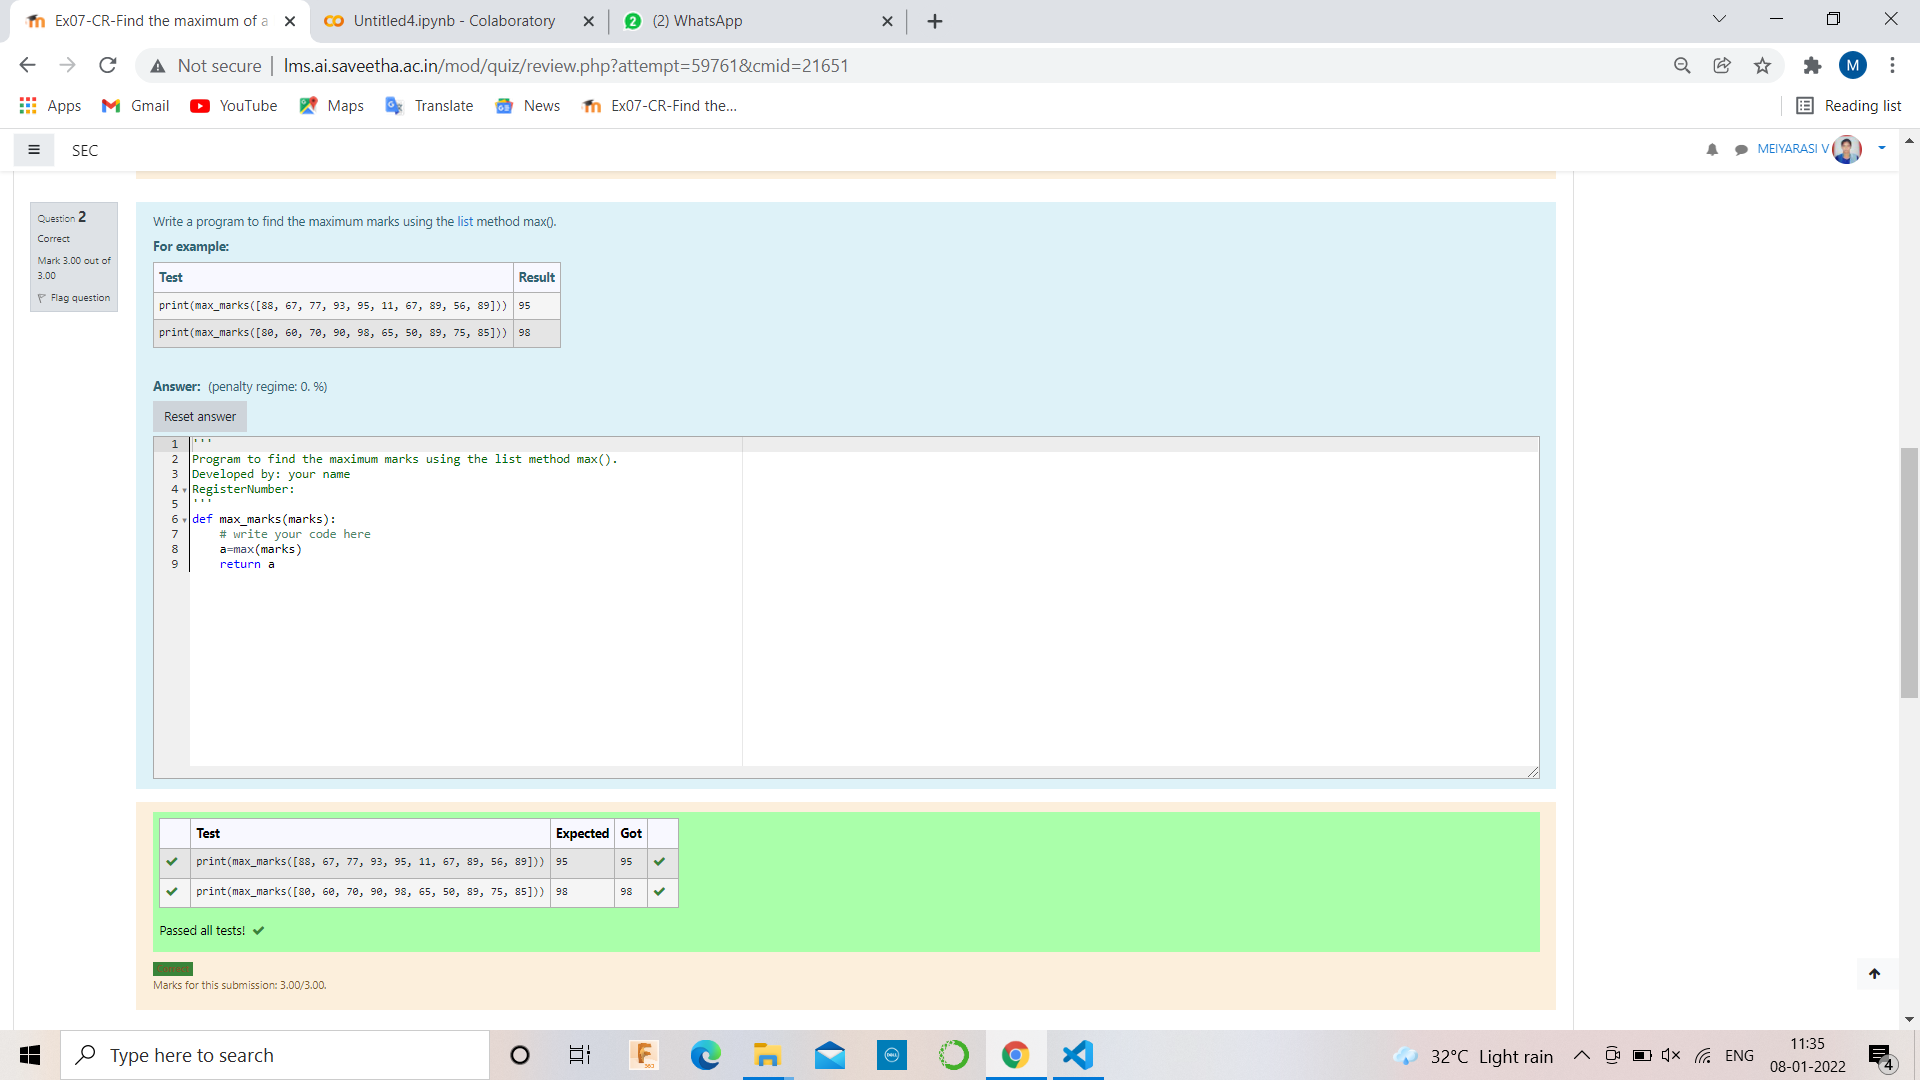 Ex07-CR-Find the maximum of a
Untitled4.ipynb - Colaboratory
(2) WhatsApp
Not secure
lms.ai.saveetha.ac.in/mod/quiz/review.php?attempt=59761&cmid=21651
M
Apps
Gmail
YouTube
Maps
Translate
News
Ex07-CR-Find the...
Reading list
SEC
MEIYARASI V
Question 2
Correct
Mark 3.00 out of
3.00
Flag question
Write a program to find the maximum marks using the list method max().
For example:
Test Result
print(max_marks([88, 67, 77, 93, 95, 11, 67, 89, 56, 89])) 95
print(max_marks([80, 60, 70, 90, 98, 65, 50, 89, 75, 85])) 98
Answer: (penalty regime: 0. %)
Reset answer
1 '''
2 Program to find the maximum marks using the list method max().
3 Developed by: your name
4 RegisterNumber:
5 '''
6 def max_marks(marks):
7 # write your code here
8 a=max(marks)
9 return a
Test Expected Got
print(max_marks([88, 67, 77, 93, 95, 11, 67, 89, 56, 89])) 95 95
print(max_marks([80, 60, 70, 90, 98, 65, 50, 89, 75, 85])) 98 98
Passed all tests!
Marks for this submission: 3.00/3.00.
Type here to search
32°C Light rain
ENG
11:35
08-01-2022
4